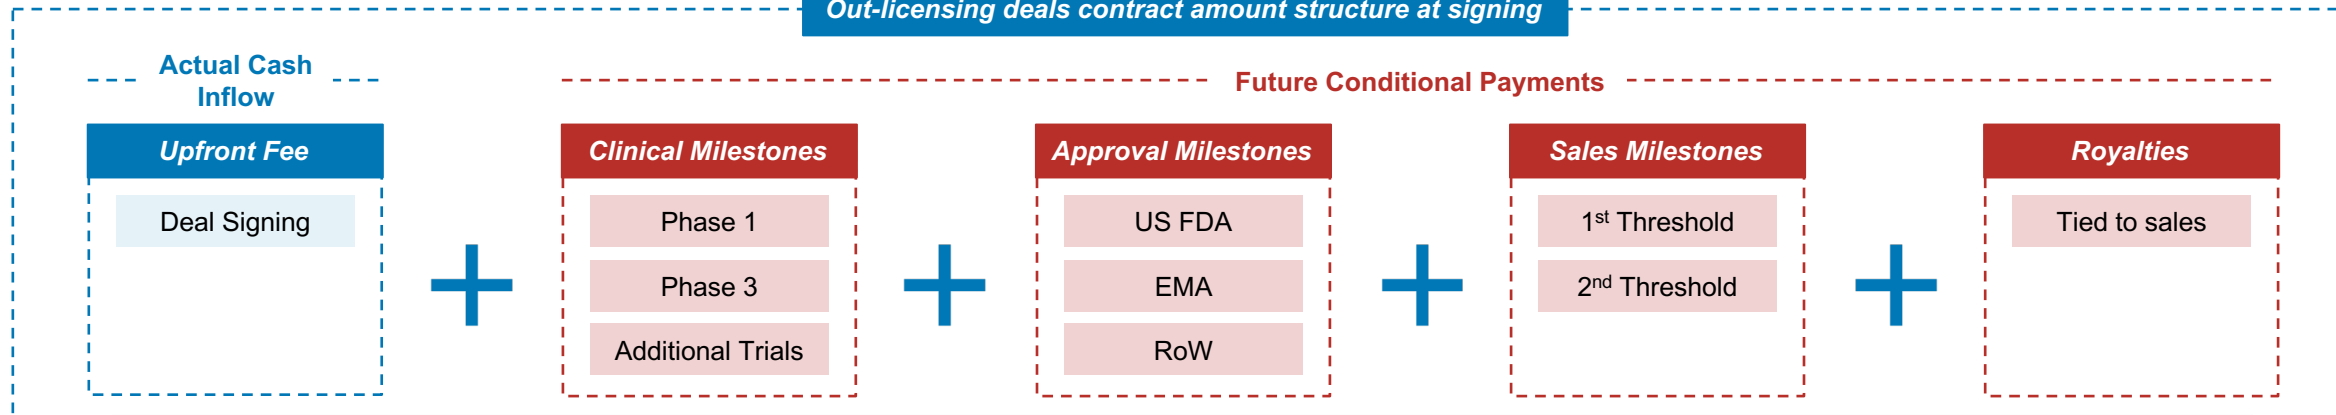 Out-licensing deals contract amount structure at signing
Actual Cash
Inflow
Future Conditional Payments
Upfront Fee
Deal Signing
Clinical Milestones
Phase 1
Phase 3
Additional Trials
Approval Milestones
US FDA
EMA
RoW
Sales Milestones
1st Threshold
2nd Threshold
Royalties
Tied to sales